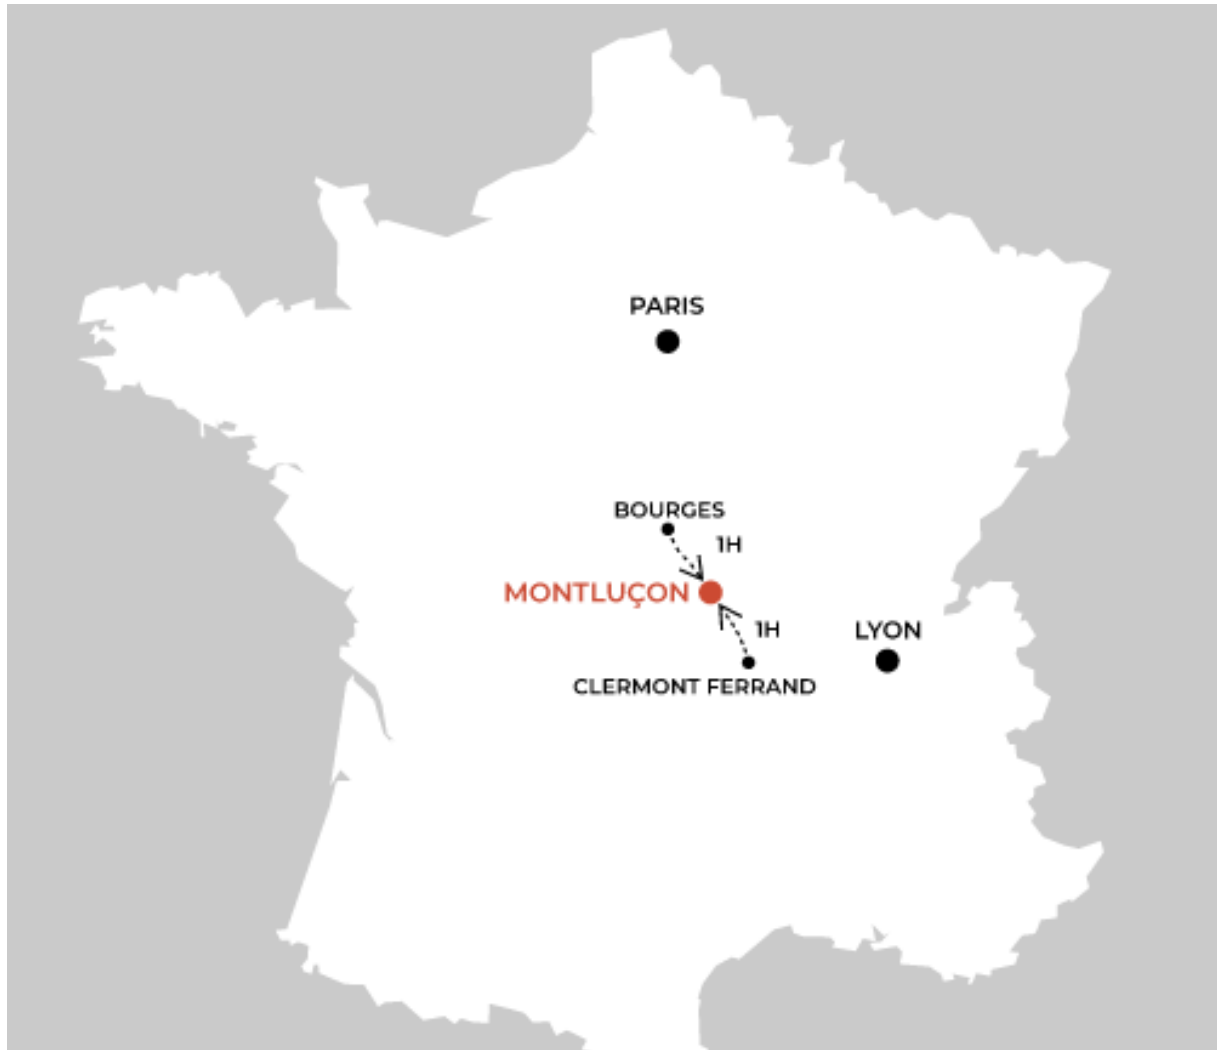 PARIS
BOURGES
1H
MONTLUÇON
1H
LYON
CLERMONT FERRAND